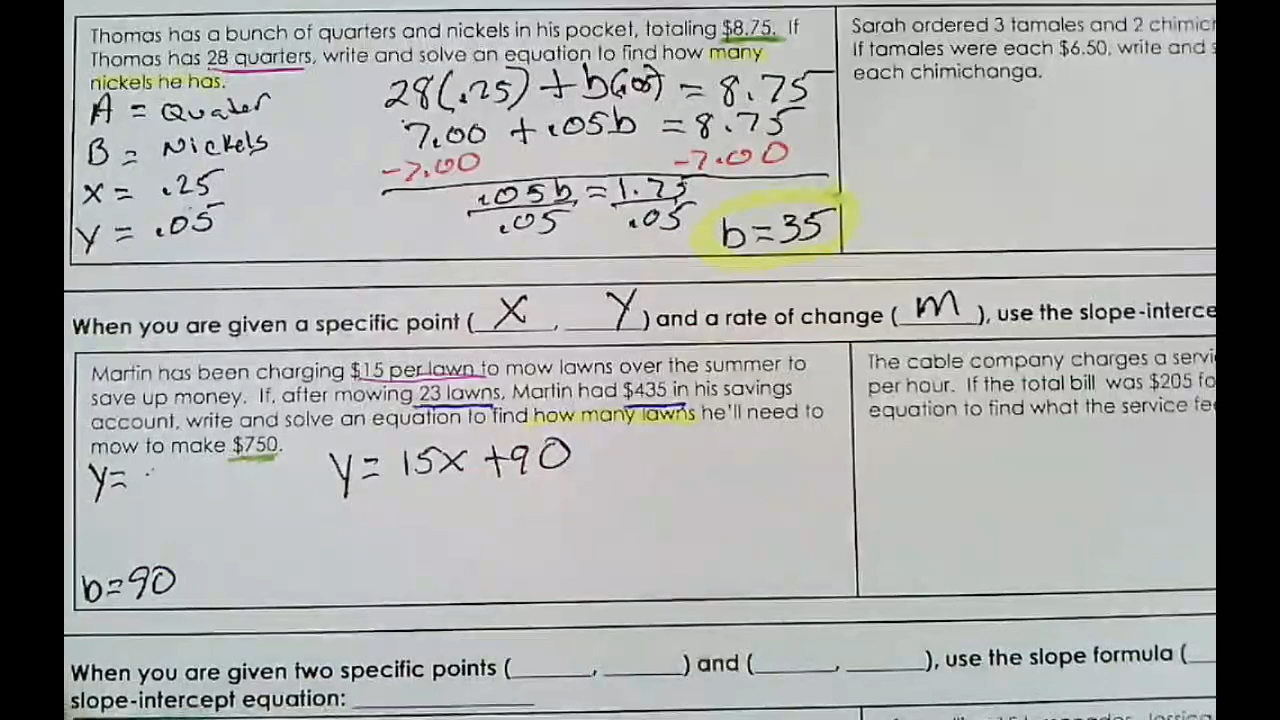 Thomas has a bunch of quarters and nickels in his pocket, totaling $8.75. If
Thomas has 28 quarters, write and solve an equation to find how many
nickels he has.
A = Quater
B = Nickels
x = .25
y = .05
28(.25) + b(.05) = 8.75
7.00 + .05b = 8.75
-7.00 -7.00
.05b = 1.75
.05 .05
b=35
Sarah ordered 3 tamales and 2 chimic
If tamales were each $6.50, write and s
each chimichanga.
When you are given a specific point ( X , Y ) and a rate of change ( m ), use the slope-interce
Martin has been charging $15 per lawn to mow lawns over the summer to
save up money. If, after mowing 23 lawns, Martin had $435 in his savings
account, write and solve an equation to find how many lawns he'll need to
mow to make $750.
y=
y = 15x +90
b=90
The cable company charges a servi
per hour. If the total bill was $205 fo
equation to find what the service fe
When you are given two specific points (______, ______) and (______, ______), use the slope formula (
slope-intercept equation: ____________